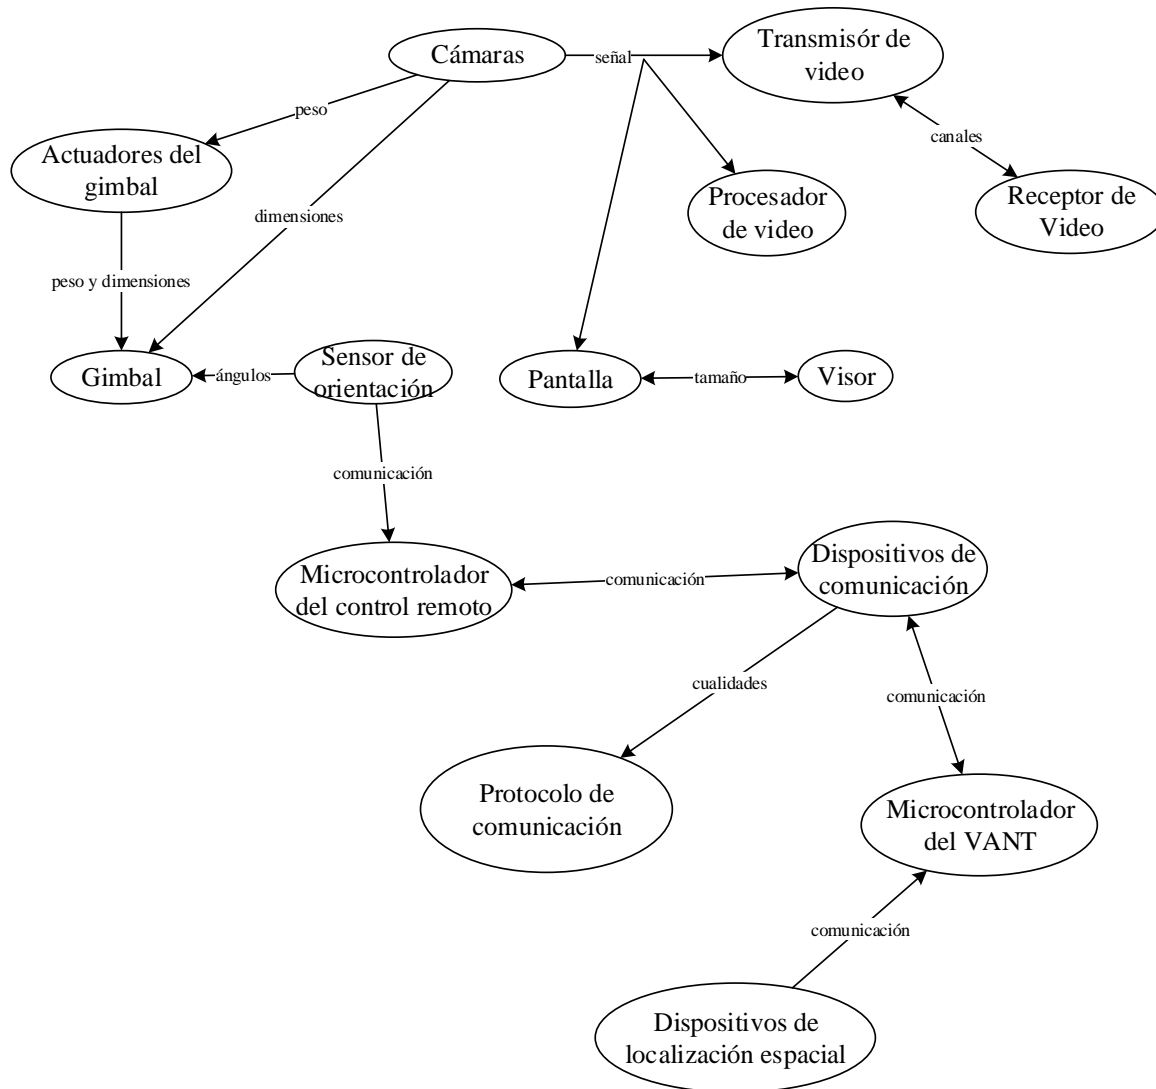 Cámaras
señal
Transmisór de
video
peso
canales
Actuadores del
gimbal
Procesador
de video
Receptor de
Video
dimensiones
peso y dimensiones
Gimbal
ángulos
Sensor de
orientación
Pantalla
tamaño
Visor
comunicación
Microcontrolador
del control remoto
comunicación
Dispositivos de
comunicación
cualidades
comunicación
Protocolo de
comunicación
Microcontrolador
del VANT
comunicación
Dispositivos de
localización espacial